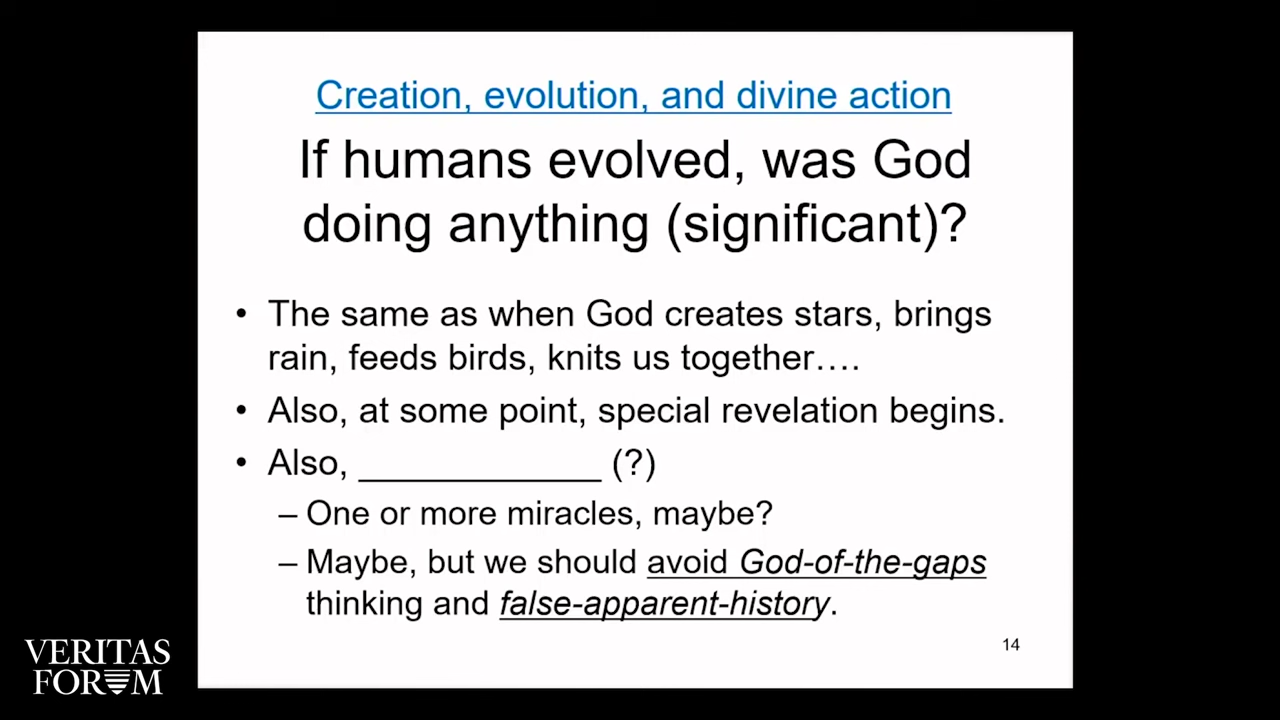 Creation, evolution, and divine action
If humans evolved, was God
doing anything (significant)?
• The same as when God creates stars, brings
rain, feeds birds, knits us together….
• Also, at some point, special revelation begins.
• Also, ____________ (?)
– One or more miracles, maybe?
– Maybe, but we should avoid God-of-the-gaps
thinking and false-apparent-history.
14
VERITAS
FORUM